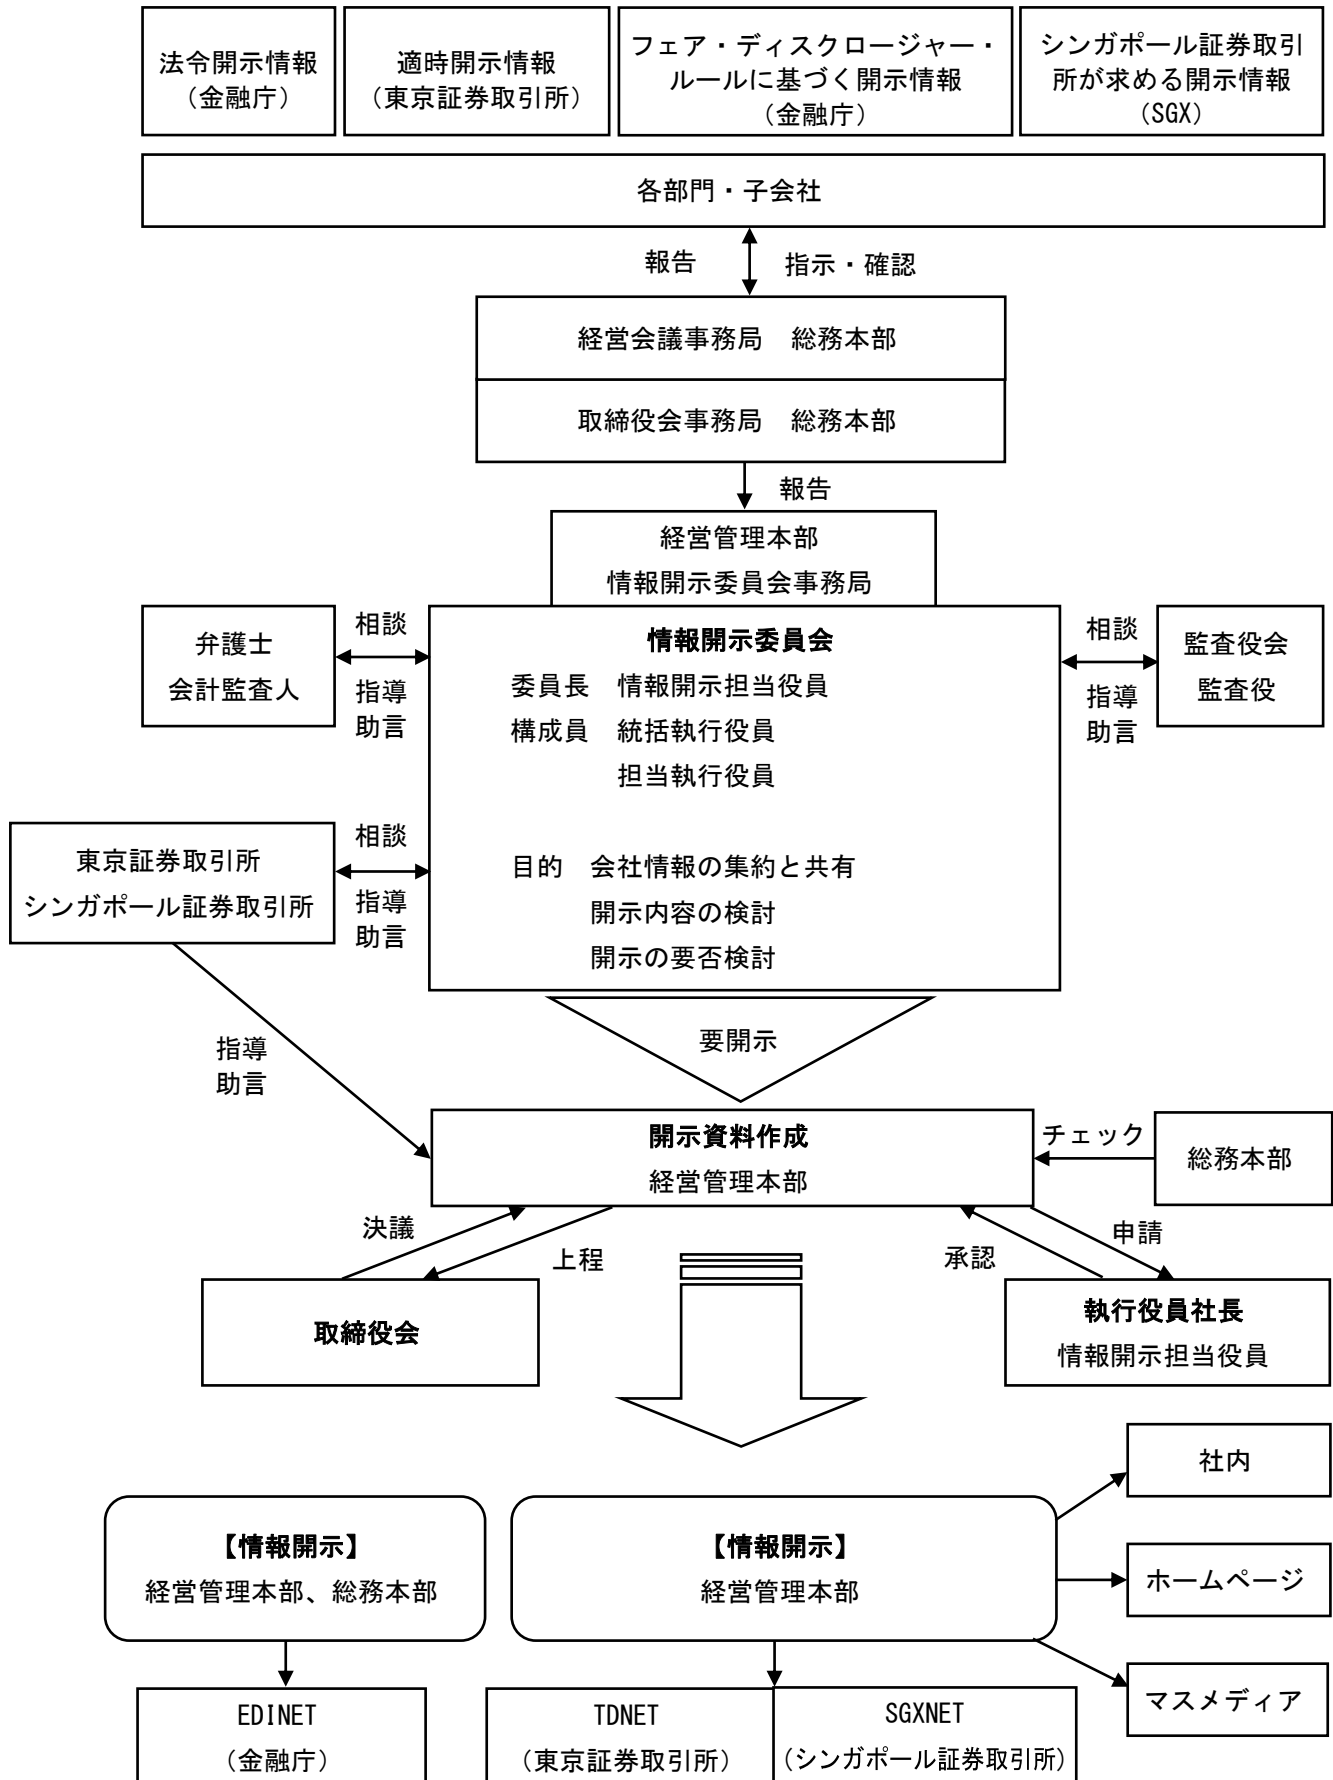 法令開示情報
（金融庁）
適時開示情報
（東京証券取引所）
フェア・ディスクロージャー・
ルールに基づく開示情報
（金融庁）
シンガポール証券取引
所が求める開示情報
（SGX）
各部門・子会社
報告
指示・確認
経営会議事務局　総務本部
取締役会事務局　総務本部
報告
経営管理本部
情報開示委員会事務局
弁護士
会計監査人
相談
指導
助言
情報開示委員会
委員長　情報開示担当役員
構成員　統括執行役員
担当執行役員
目的　会社情報の集約と共有
開示内容の検討
開示の要否検討
相談
指導
助言
監査役会
監査役
東京証券取引所
シンガポール証券取引所
相談
指導
助言
要開示
指導
助言
開示資料作成
経営管理本部
チェック
総務本部
決議
上程
承認
申請
取締役会
執行役員社長
情報開示担当役員
【情報開示】
経営管理本部、総務本部
【情報開示】
経営管理本部
社内
ホームページ
マスメディア
EDINET
（金融庁）
TDNET
（東京証券取引所）
SGXNET
（シンガポール証券取引所）